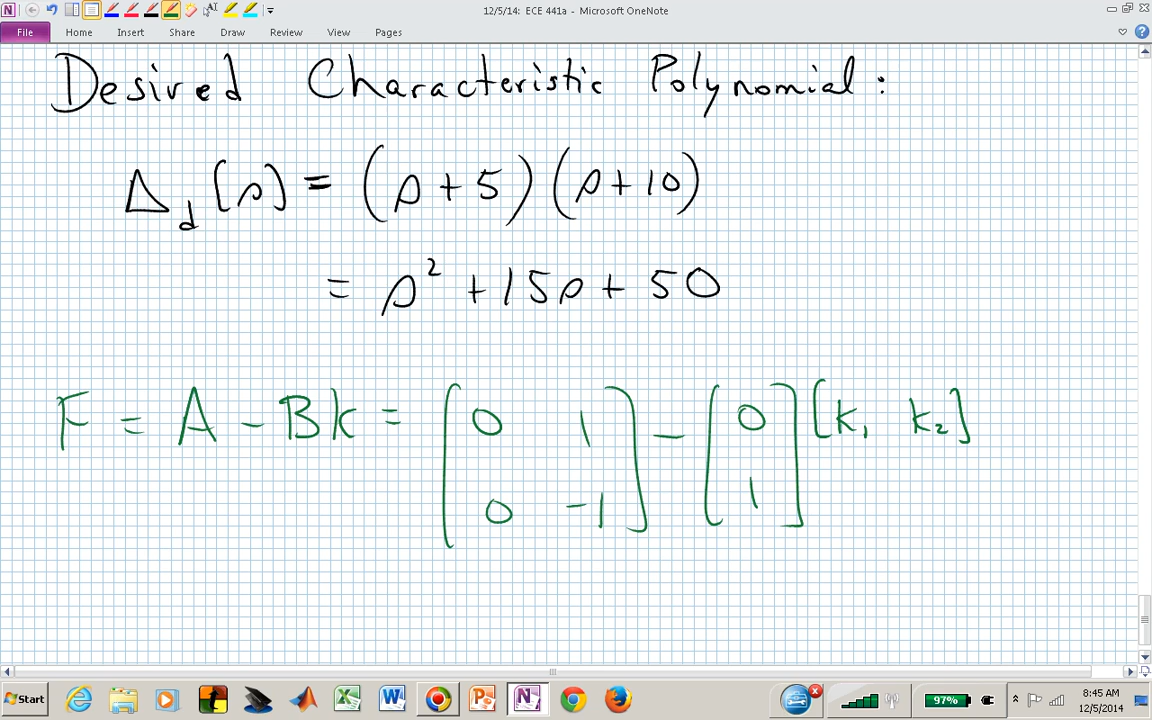 12/5/14: ECE 441a - Microsoft OneNote
File Home Insert Share Draw Review View Pages
Desired Characteristic Polynomial:
Δd(s) = (s+5)(s+10)
= s² + 15s + 50
F = A - BK = [0 1; 0 -1] - [0; 1] [k₁ k₂]
Start
97%
8:45 AM
12/5/2014